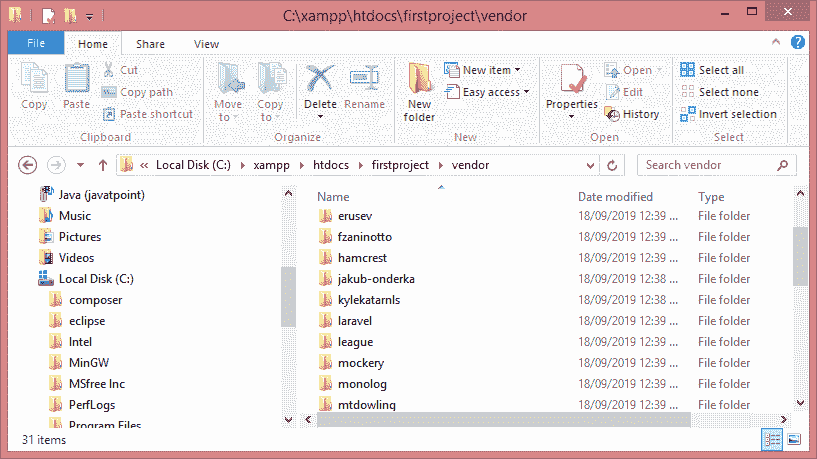 C:\xampp\htdocs\firstproject\vendor
File Home Share View
Copy
Paste
Cut
Copy path
Paste shortcut
Clipboard
Move to
Copy to
Delete
Rename
Organize
New folder
New item
Easy access
New
Properties
Open
Edit
History
Open
Select all
Select none
Invert selection
Select
« Local Disk (C:) xampp htdocs firstproject vendor
Search vendor
Java (javatpoint)
Music
Pictures
Videos
Local Disk (C:)
composer
eclipse
Intel
MinGW
MSfree Inc
PerfLogs
Program Files
Name Date modified Type
erusev 18/09/2019 12:39 ... File folder
fzaninotto 18/09/2019 12:39 ... File folder
hamcrest 18/09/2019 12:39 ... File folder
jakub-onderka 18/09/2019 12:38 ... File folder
kylekatarnls 18/09/2019 12:38 ... File folder
laravel 18/09/2019 12:39 ... File folder
league 18/09/2019 12:39 ... File folder
mockery 18/09/2019 12:39 ... File folder
monolog 18/09/2019 12:39 ... File folder
mtdowling 18/09/2019 12:39 ... File folder
31 items